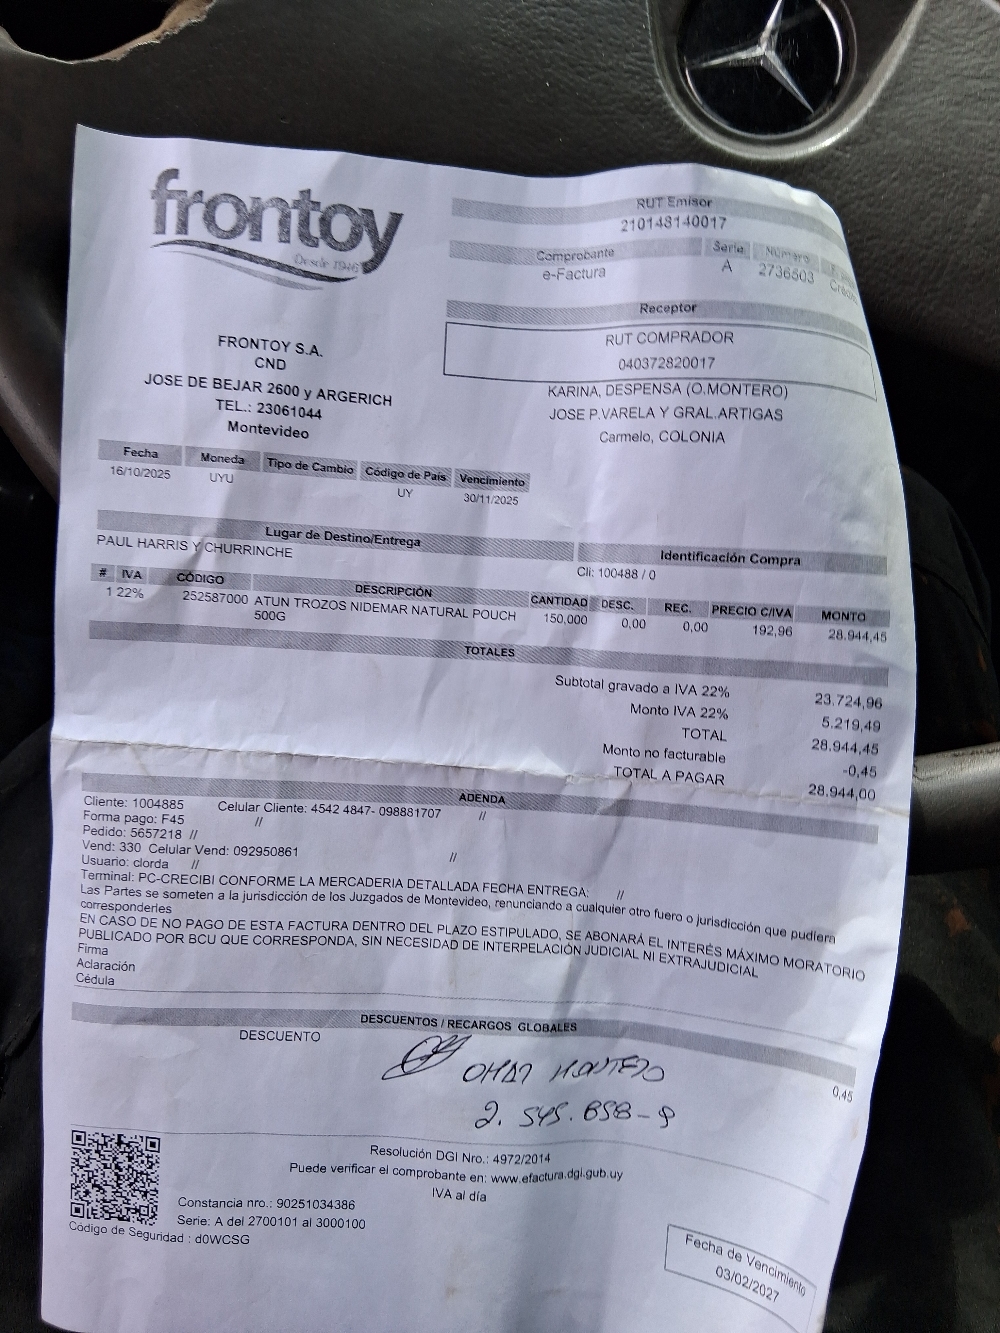 frontoy
Desde 1946
RUT Emisor
210148140017
Comprobante Serie Número
e-Factura A 2736503
Receptor
RUT COMPRADOR
040372820017
KARINA, DESPENSA (O.MONTERO)
JOSE P.VARELA Y GRAL.ARTIGAS
Carmelo, COLONIA
FRONTOY S.A.
CND
JOSE DE BEJAR 2600 y ARGERICH
TEL.: 23061044
Montevideo
Fecha Moneda Tipo de Cambio Código de País Vencimiento
16/10/2025 UYU UY 30/11/2025
Lugar de Destino/Entrega Identificación Compra
PAUL HARRIS Y CHURRINCHE Cli: 100488 / 0
# IVA CÓDIGO DESCRIPCIÓN CANTIDAD DESC. REC. PRECIO C/IVA MONTO
1 22% 252587000 ATUN TROZOS NIDEMAR NATURAL POUCH 150,000 0,00 0,00 192,96 28.944,45
500G
TOTALES
Subtotal gravado a IVA 22% 23.724,96
Monto IVA 22% 5.219,49
TOTAL 28.944,45
Monto no facturable -0,45
TOTAL A PAGAR 28.944,00
ADENDA
Cliente: 1004885 Celular Cliente: 4542 4847- 098881707 //
Forma pago: F45 //
Pedido: 5657218 //
Vend: 330 Celular Vend: 092950861 //
Usuario: clorda //
Terminal: PC-CRECIBI CONFORME LA MERCADERIA DETALLADA FECHA ENTREGA: //
Las Partes se someten a la jurisdicción de los Juzgados de Montevideo, renunciando a cualquier otro fuero o jurisdicción que pudiera
corresponderles
EN CASO DE NO PAGO DE ESTA FACTURA DENTRO DEL PLAZO ESTIPULADO, SE ABONARÁ EL INTERÉS MÁXIMO MORATORIO
PUBLICADO POR BCU QUE CORRESPONDA, SIN NECESIDAD DE INTERPELACIÓN JUDICIAL NI EXTRAJUDICIAL
Firma
Aclaración
Cédula
DESCUENTOS / RECARGOS GLOBALES
DESCUENTO 0,45
OMAR MONTERO
2.545.658-9
Resolución DGI Nro.: 4972/2014
Puede verificar el comprobante en: www.efactura.dgi.gub.uy
IVA al día
Constancia nro.: 90251034386
Serie: A del 2700101 al 3000100
Código de Seguridad : d0WCSG
Fecha de Vencimiento
03/02/2027